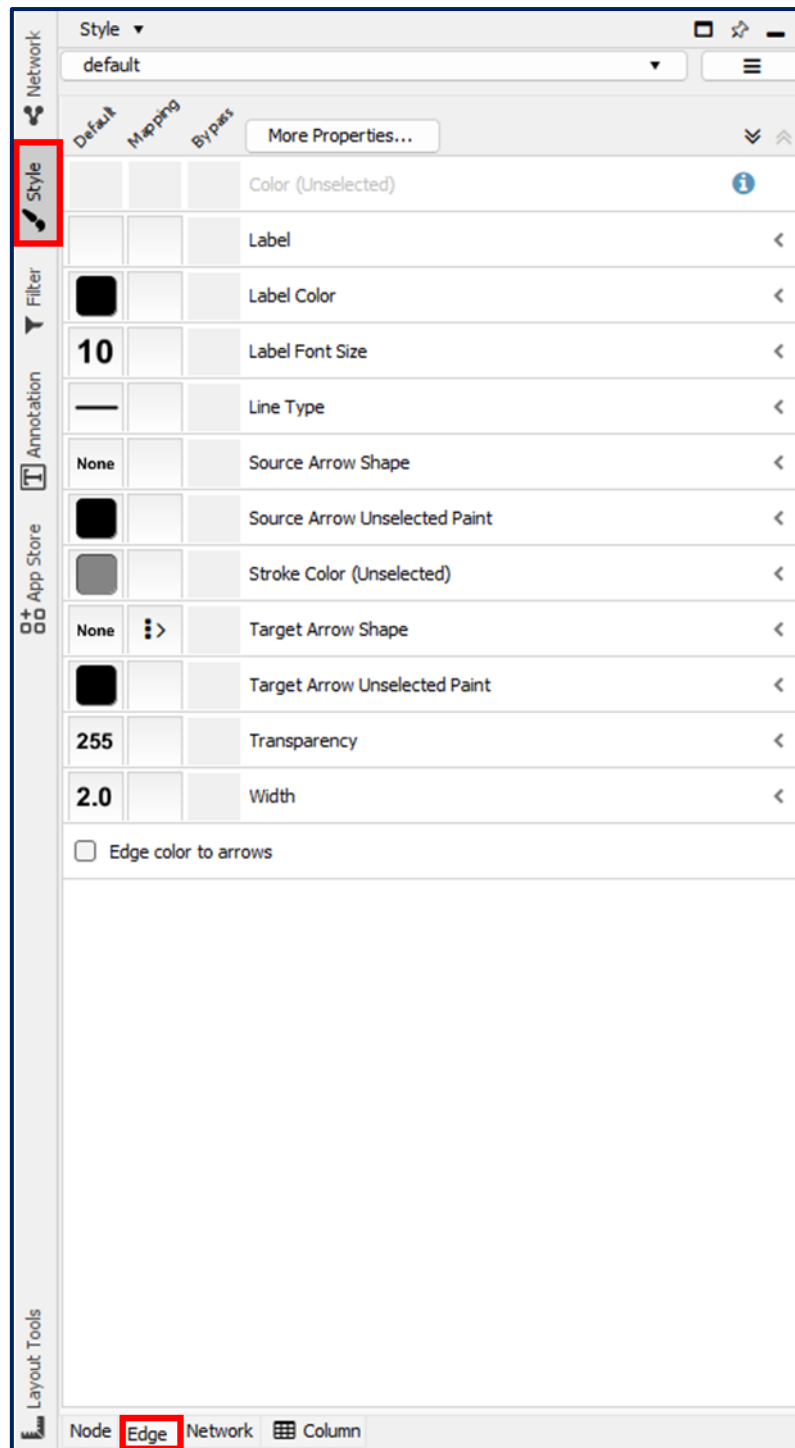 Network
Style
Filter
Annotation
App Store
Layout Tools
Style
default
Default
Mapping
Bypass
More Properties...
Color (Unselected)
Label
Label Color
10 Label Font Size
Line Type
None Source Arrow Shape
Source Arrow Unselected Paint
Stroke Color (Unselected)
None Target Arrow Shape
Target Arrow Unselected Paint
255 Transparency
2.0 Width
Edge color to arrows
Node Edge Network Column